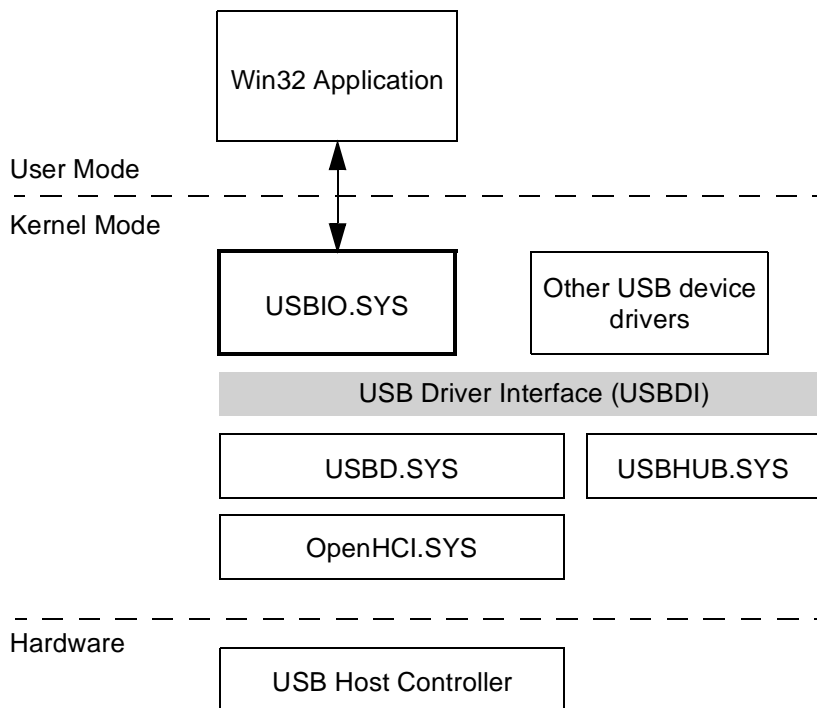 Win32 Application
User Mode
Kernel Mode
USBIO.SYS
Other USB device
drivers
USB Driver Interface (USBDI)
USBD.SYS
USBHUB.SYS
OpenHCI.SYS
Hardware
USB Host Controller